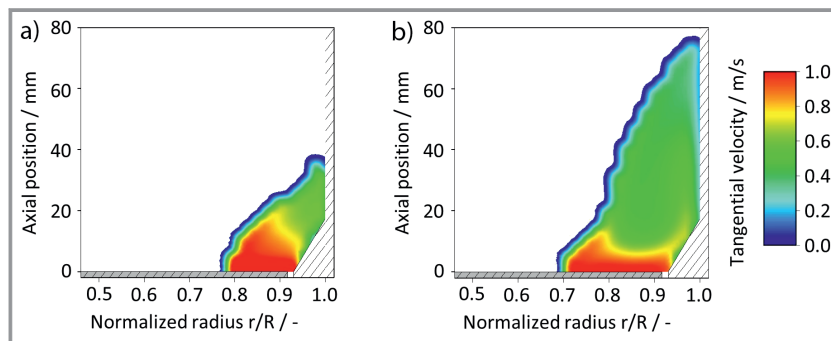 a)
80
60
40
20
0
Axial position / mm
0.5 0.6 0.7 0.8 0.9 1.0
Normalized radius r/R / -
b)
80
60
40
20
0
Axial position / mm
0.5 0.6 0.7 0.8 0.9 1.0
Normalized radius r/R / -
Tangential velocity / m/s
1.0
0.8
0.6
0.4
0.2
0.0